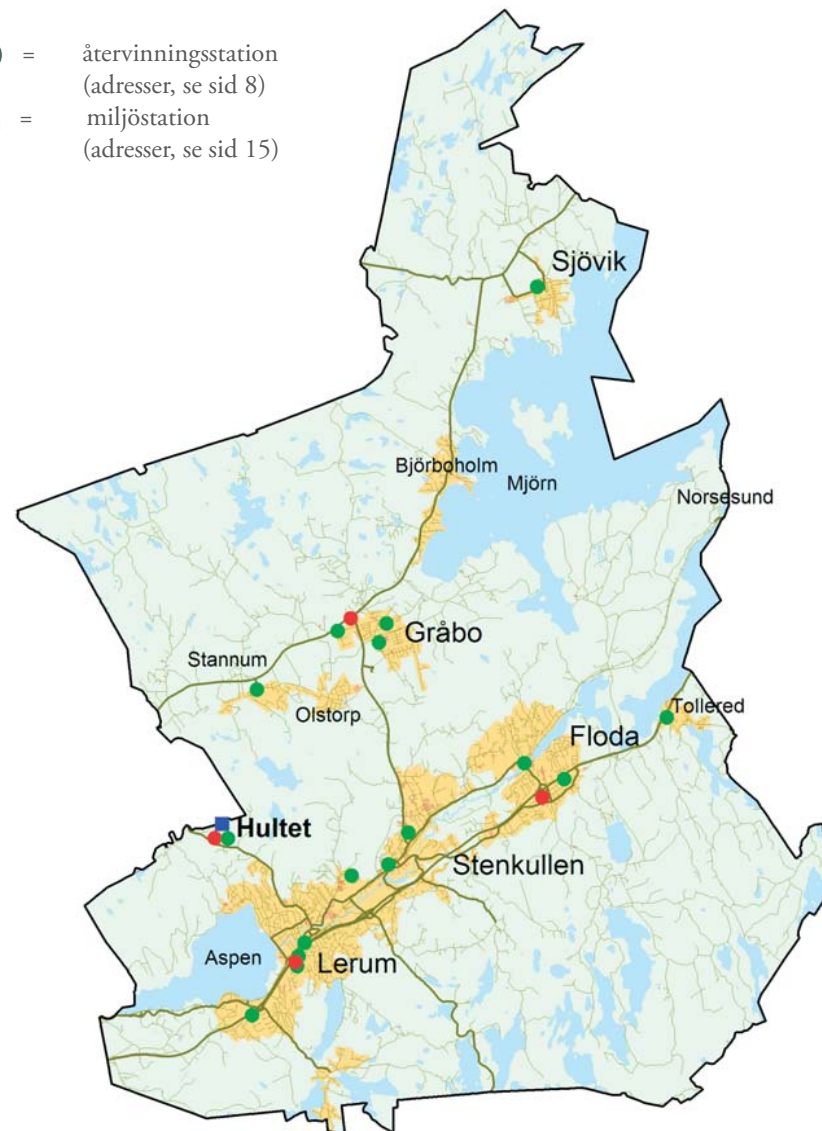 ) = återvinningsstation
(adresser, se sid 8)
= miljöstation
(adresser, se sid 15)
Sjövik
Björboholm
Mjörn
Norsesund
Gråbo
Stannum
Olstorp
Tollered
Floda
Hultet
Stenkullen
Aspen
Lerum